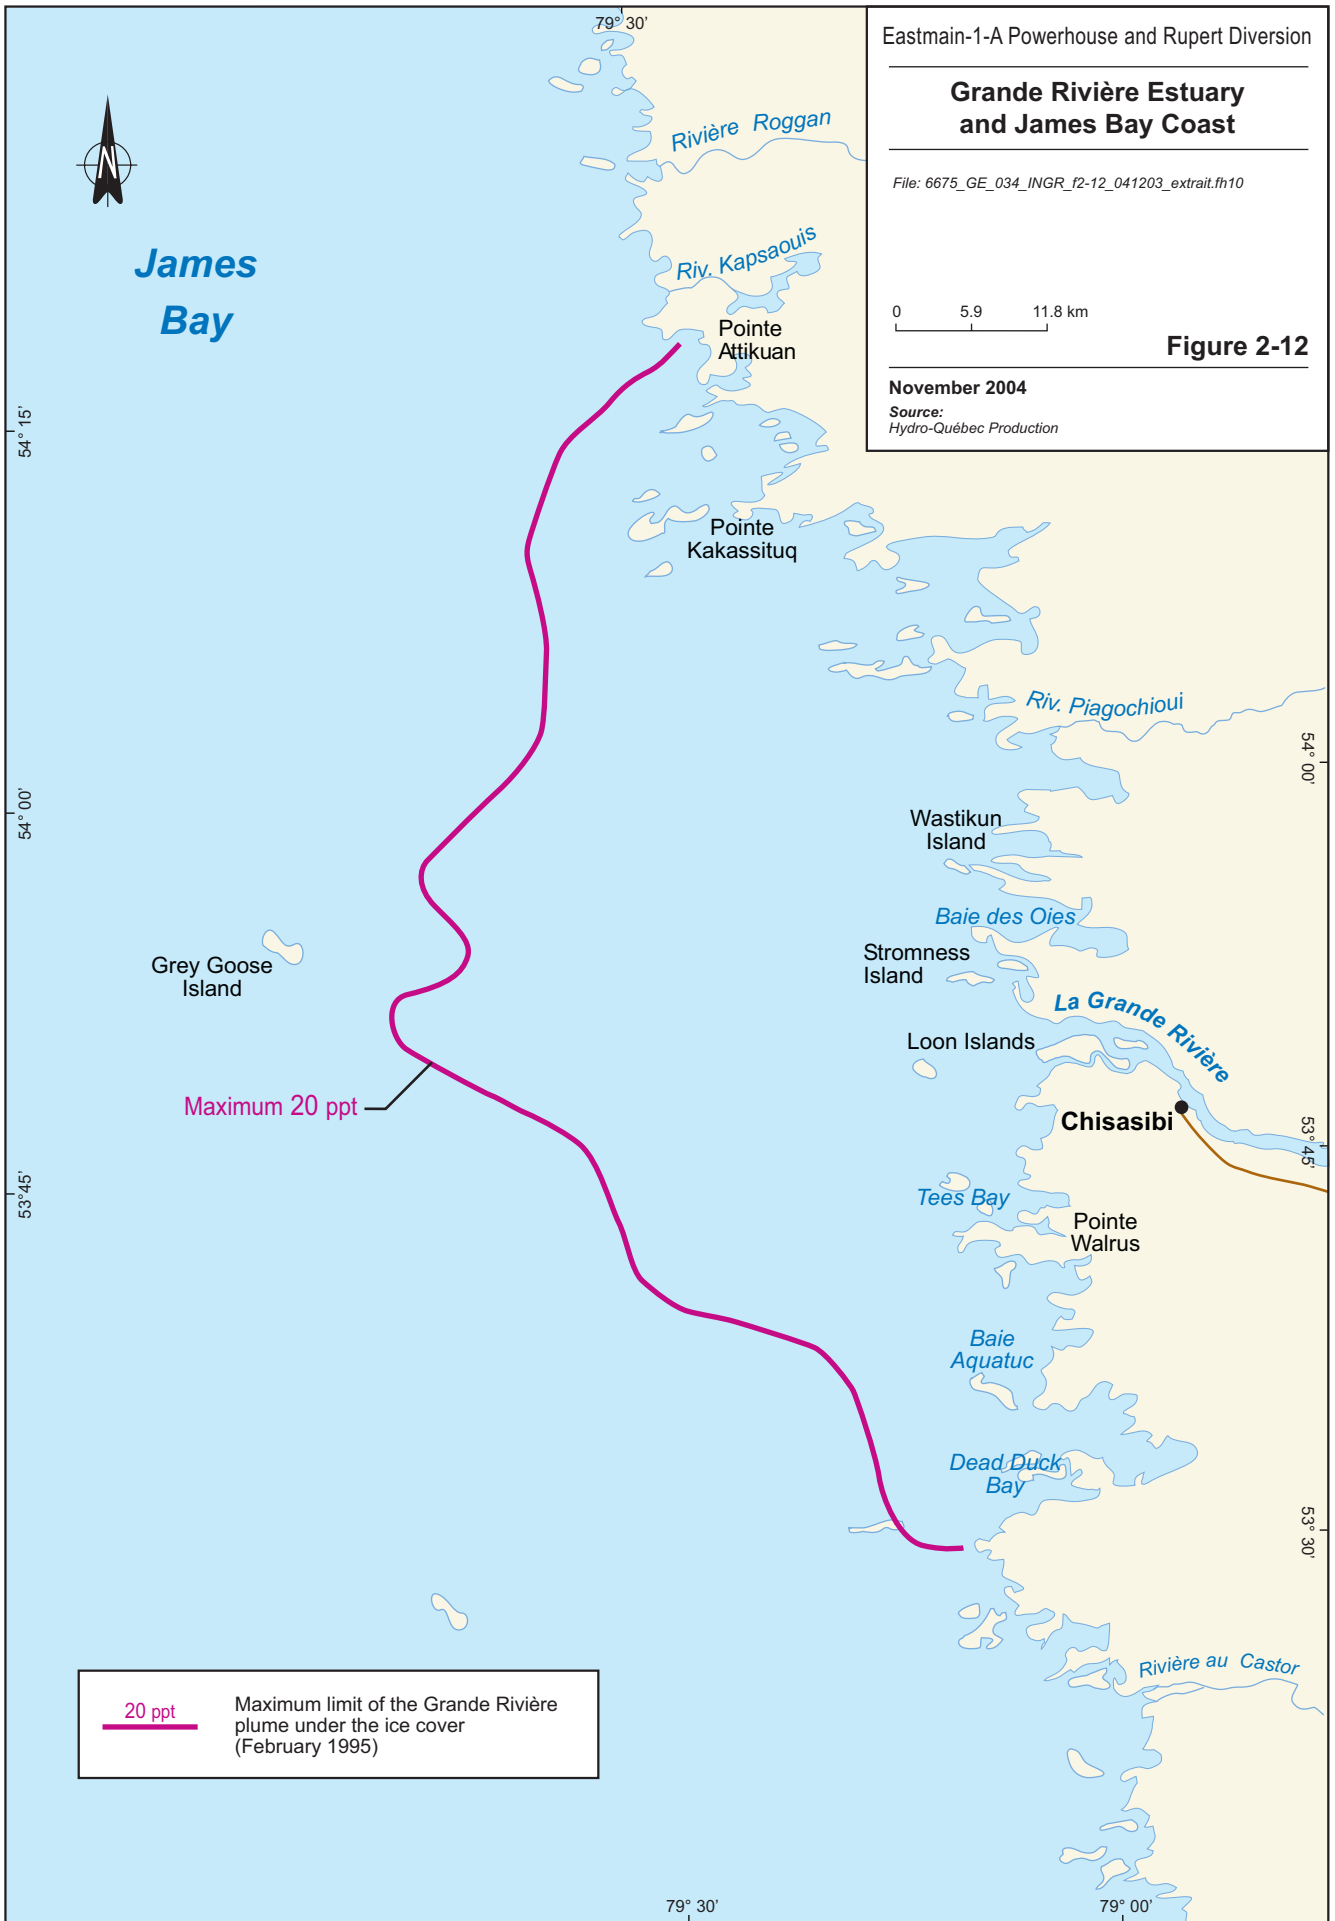 79° 30'
Eastmain-1-A Powerhouse and Rupert Diversion
Grande Rivière Estuary
and James Bay Coast
File: 6675_GE_034_INGR_f2-12_041203_extrait.fh10
0 5.9 11.8 km
Figure 2-12
November 2004
Source:
Hydro-Québec Production
N
James
Bay
Rivière Roggan
Riv. Kapsaouis
Pointe
Attikuan
54° 15'
Pointe
Kakassituq
Riv. Piagochioui
54° 00'
54° 00'
Wastikun
Island
Baie des Oies
Stromness
Island
Grey Goose
Island
La Grande Rivière
Loon Islands
Maximum 20 ppt
Chisasibi
53° 45'
53°45'
Tees Bay
Pointe
Walrus
Baie
Aquatuc
Dead Duck
Bay
53° 30'
Rivière au Castor
20 ppt
Maximum limit of the Grande Rivière
plume under the ice cover
(February 1995)
79° 30'
79° 00'